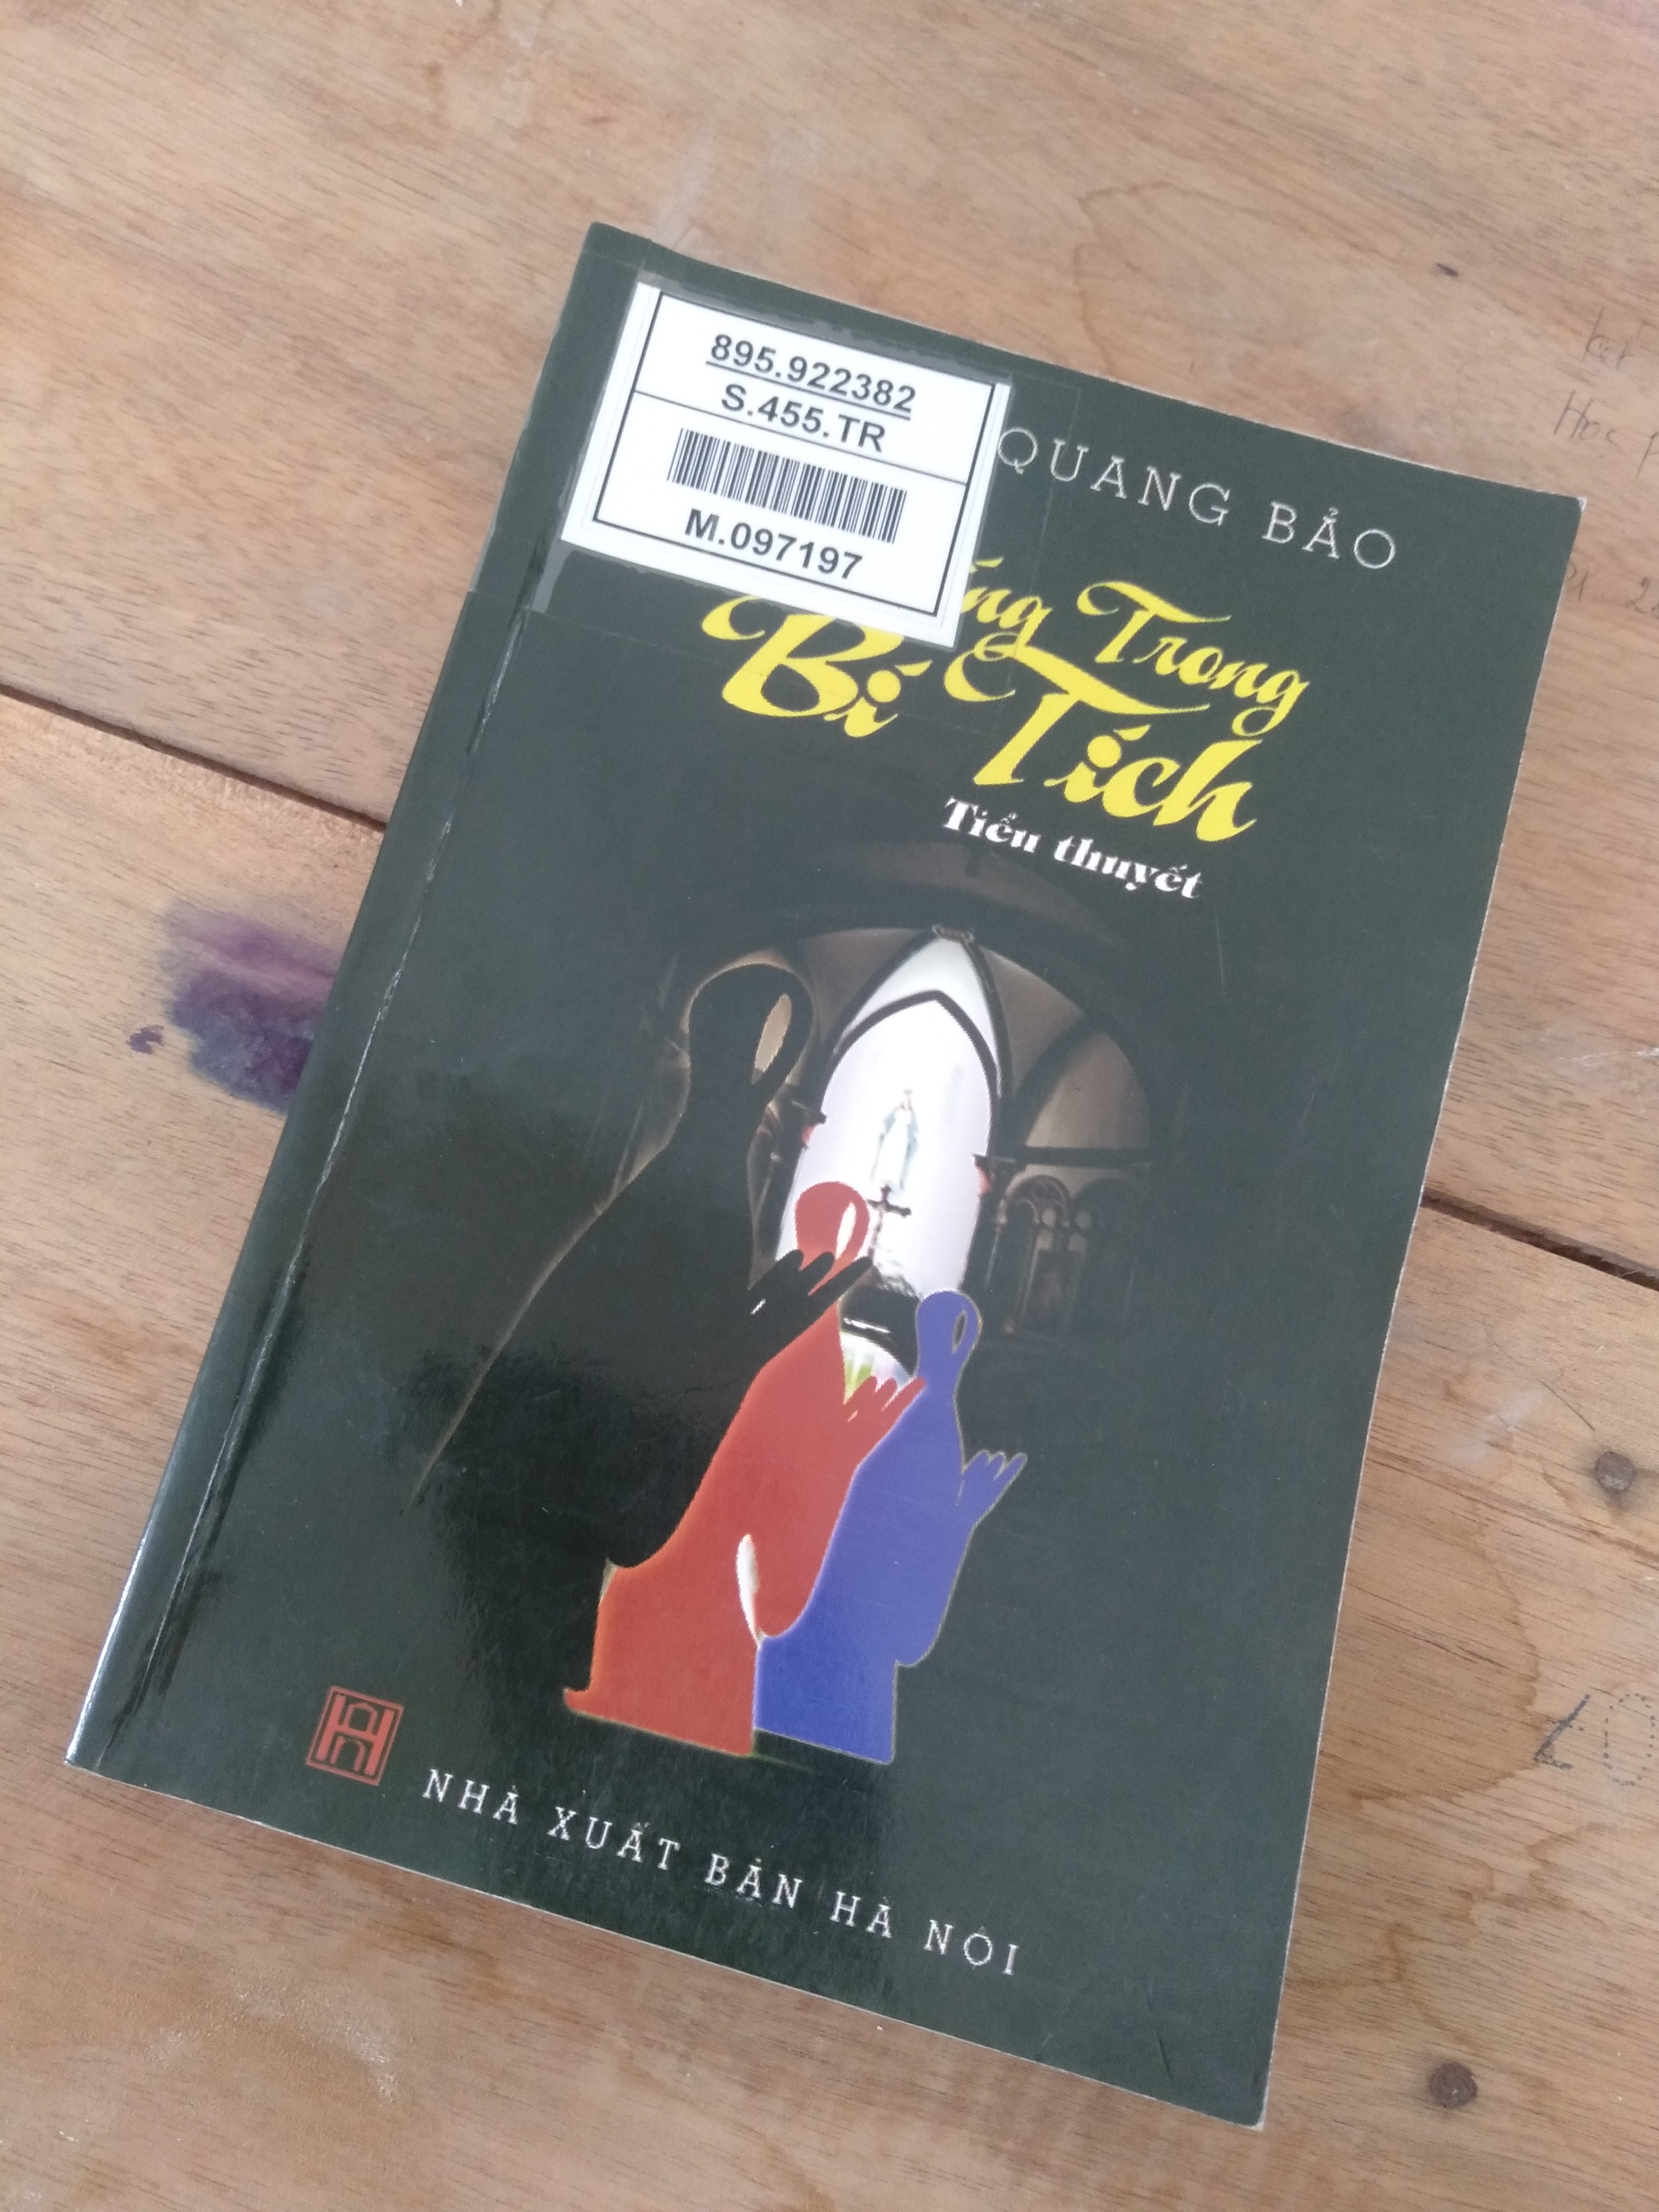 895.922382
S.455.TR
M.097197
QUANG BẢO
Trong
Bí Tích
Tiểu thuyết
NHÀ XUẤT BẢN HÀ NỘI